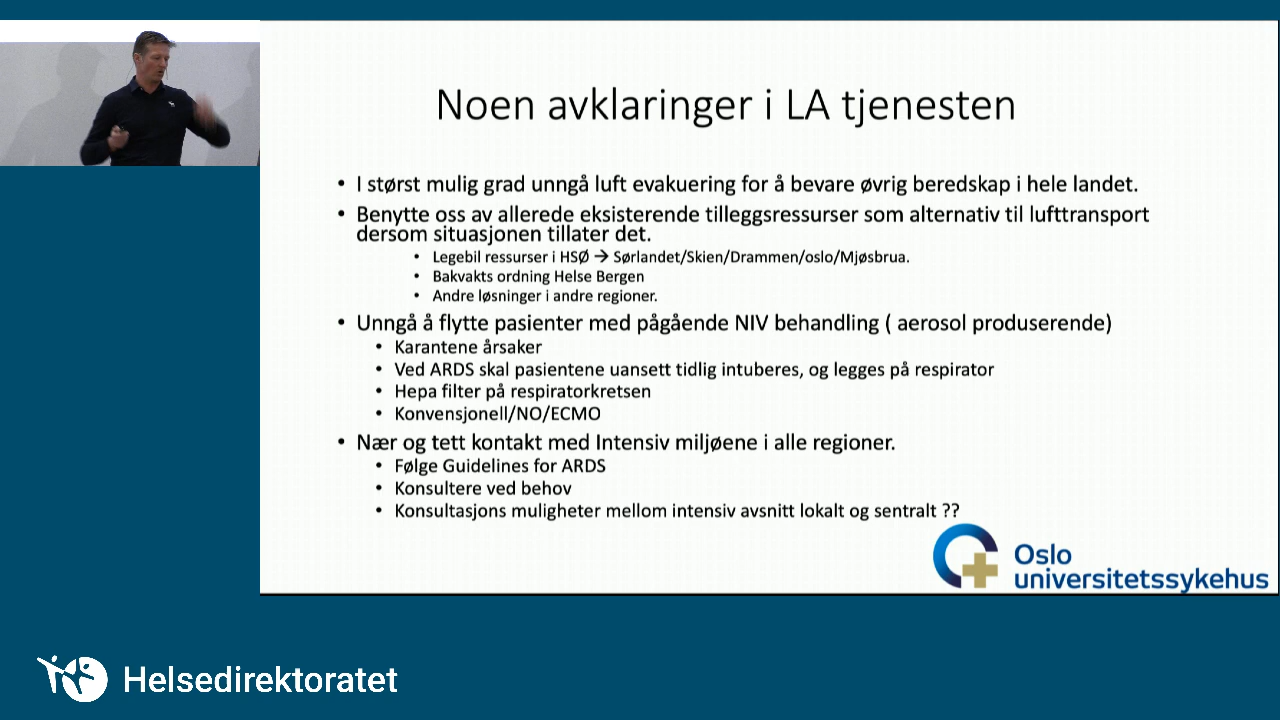 Noen avklaringer i LA tjenesten
• I størst mulig grad unngå luft evakuering for å bevare øvrig beredskap i hele landet.
• Benytte oss av allerede eksisterende tilleggsressurser som alternativ til lufttransport
dersom situasjonen tillater det.
• Legebil ressurser i HSØ → Sørlandet/Skien/Drammen/oslo/Mjøsbrua.
• Bakvakts ordning Helse Bergen
• Andre løsninger i andre regioner.
• Unngå å flytte pasienter med pågående NIV behandling ( aerosol produserende)
• Karantene årsaker
• Ved ARDS skal pasientene uansett tidlig intuberes, og legges på respirator
• Hepa filter på respiratorkretsen
• Konvensjonell/NO/ECMO
• Nær og tett kontakt med Intensiv miljøene i alle regioner.
• Følge Guidelines for ARDS
• Konsultere ved behov
• Konsultasjons muligheter mellom intensiv avsnitt lokalt og sentralt ??
Oslo
universitetssykehus
Helsedirektoratet